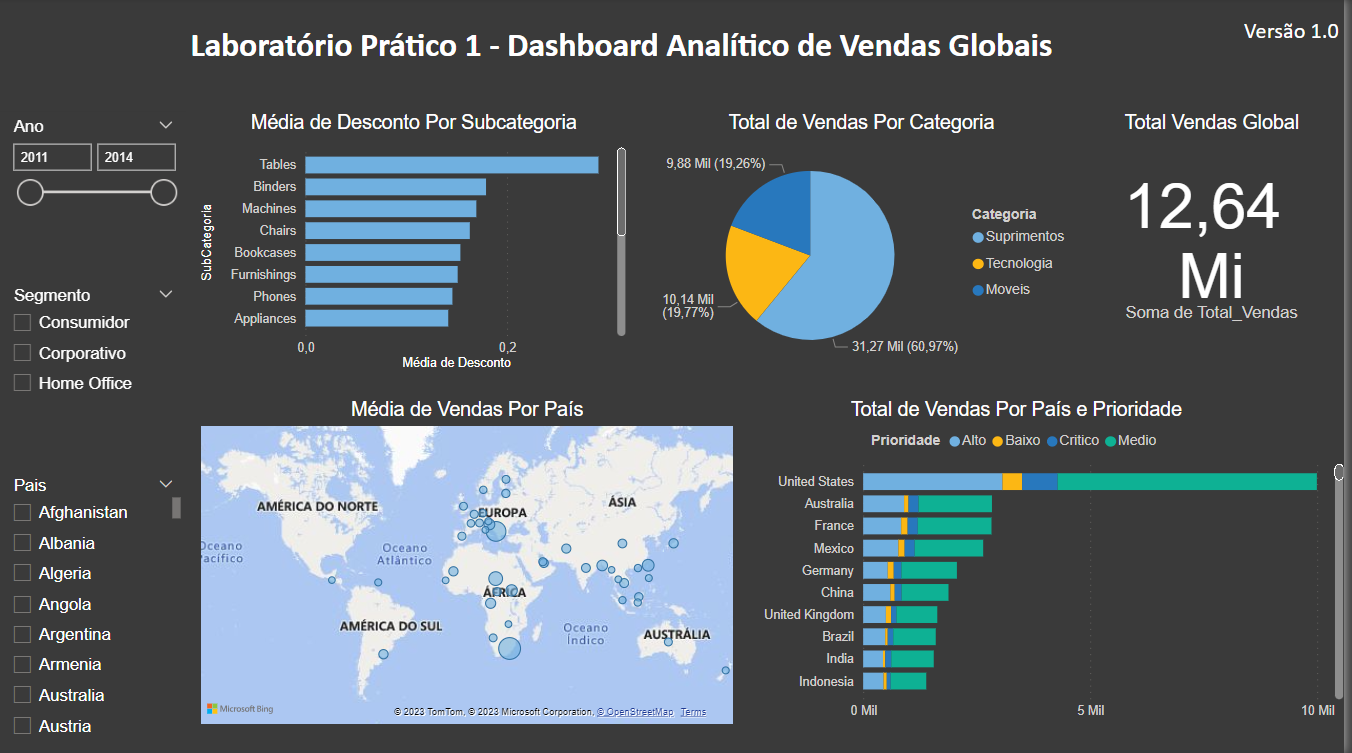 Laboratório Prático 1 - Dashboard Analítico de Vendas Globais
Versão 1.0
Ano
2011
2014
Segmento
Consumidor
Corporativo
Home Office
Pais
Afghanistan
Albania
Algeria
Angola
Argentina
Armenia
Australia
Austria
Média de Desconto Por Subcategoria
SubCategoria
Tables
Binders
Machines
Chairs
Bookcases
Furnishings
Phones
Appliances
0,0
0,2
Média de Desconto
Total de Vendas Por Categoria
9,88 Mil (19,26%)
10,14 Mil
(19,77%)
31,27 Mil (60,97%)
Categoria
Suprimentos
Tecnologia
Moveis
Total Vendas Global
12,64
Mi
Soma de Total_Vendas
Média de Vendas Por País
AMÉRICA DO NORTE
EUROPA
ÁSIA
Oceano
Pacífico
Oceano
Atlântico
ÁFRICA
AMÉRICA DO SUL
Oceano
Índico
AUSTRÁLIA
Microsoft Bing
© 2023 TomTom, © 2023 Microsoft Corporation, © OpenStreetMap Terms
Total de Vendas Por País e Prioridade
Prioridade Alto Baixo Critico Medio
United States
Australia
France
Mexico
Germany
China
United Kingdom
Brazil
India
Indonesia
0 Mil
5 Mil
10 Mil